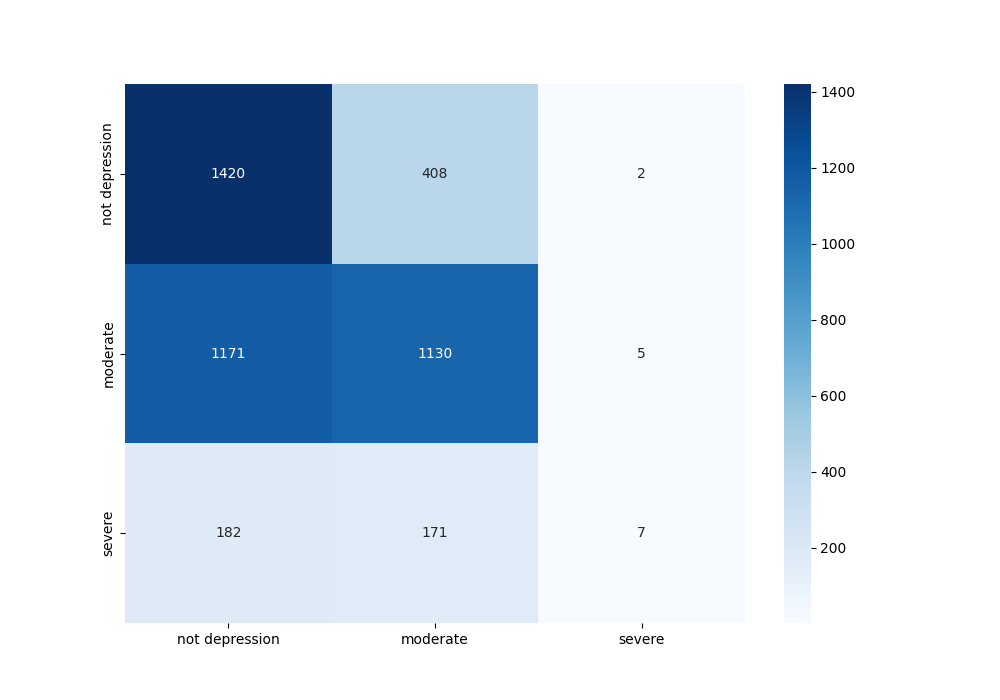 not depression
1420 408 2
moderate
1171 1130 5
severe
182 171 7
not depression moderate severe
1400
1200
1000
800
600
400
200